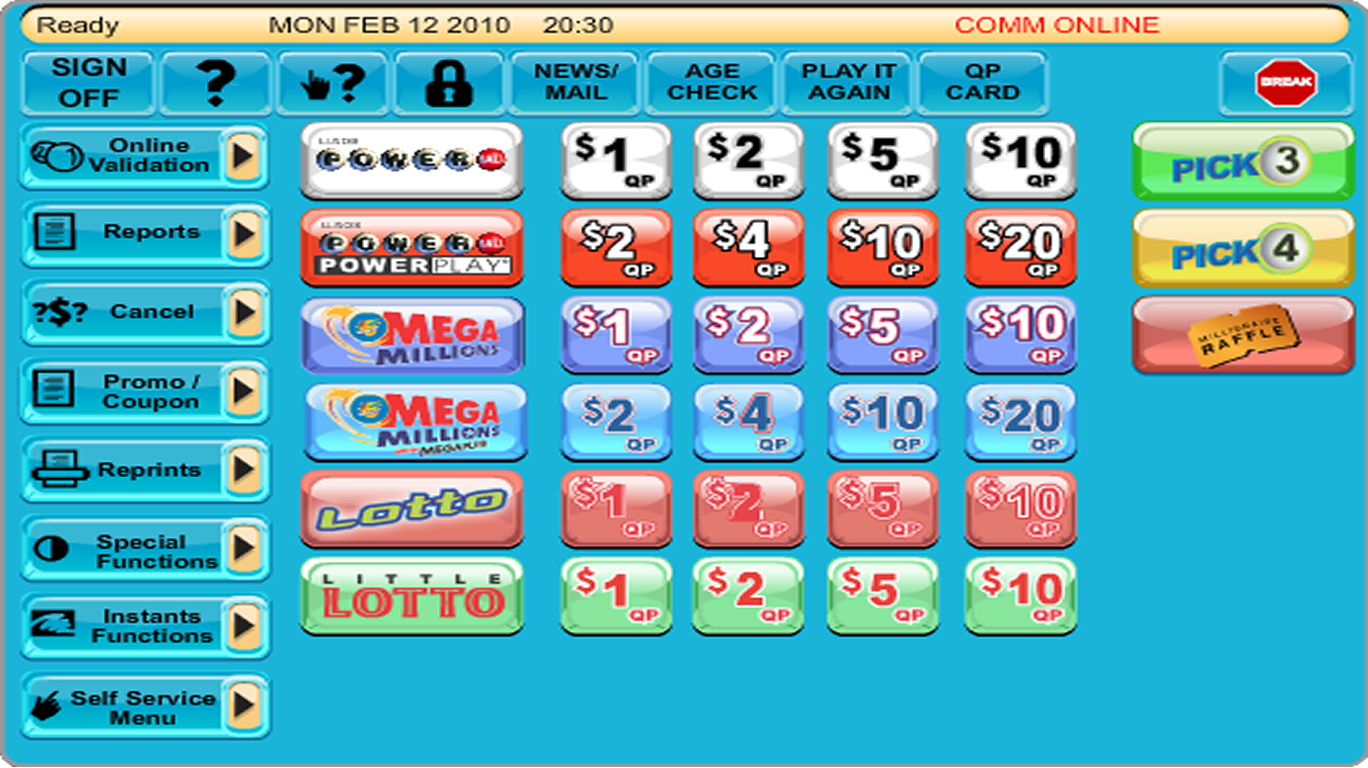 Ready MON FEB 12 2010 20:30 COMM ONLINE
SIGN
OFF
?
?
NEWS/
MAIL
AGE
CHECK
PLAY IT
AGAIN
QP
CARD
BREAK
Online
Validation
Reports
?$? Cancel
Promo /
Coupon
Reprints
Special
Functions
Instants
Functions
Self Service
Menu
ILLINOIS
POWERBALL
$1 QP
$2 QP
$5 QP
$10 QP
ILLINOIS
POWERBALL
POWERPLAY
$2 QP
$4 QP
$10 QP
$20 QP
MEGA
MILLIONS
$1 QP
$2 QP
$5 QP
$10 QP
MEGA
MILLIONS
$2 QP
$4 QP
$10 QP
$20 QP
Lotto
$1 QP
$2 QP
$5 QP
$10 QP
LITTLE
LOTTO
$1 QP
$2 QP
$5 QP
$10 QP
PICK 3
PICK 4
MILLIONAIRE
RAFFLE